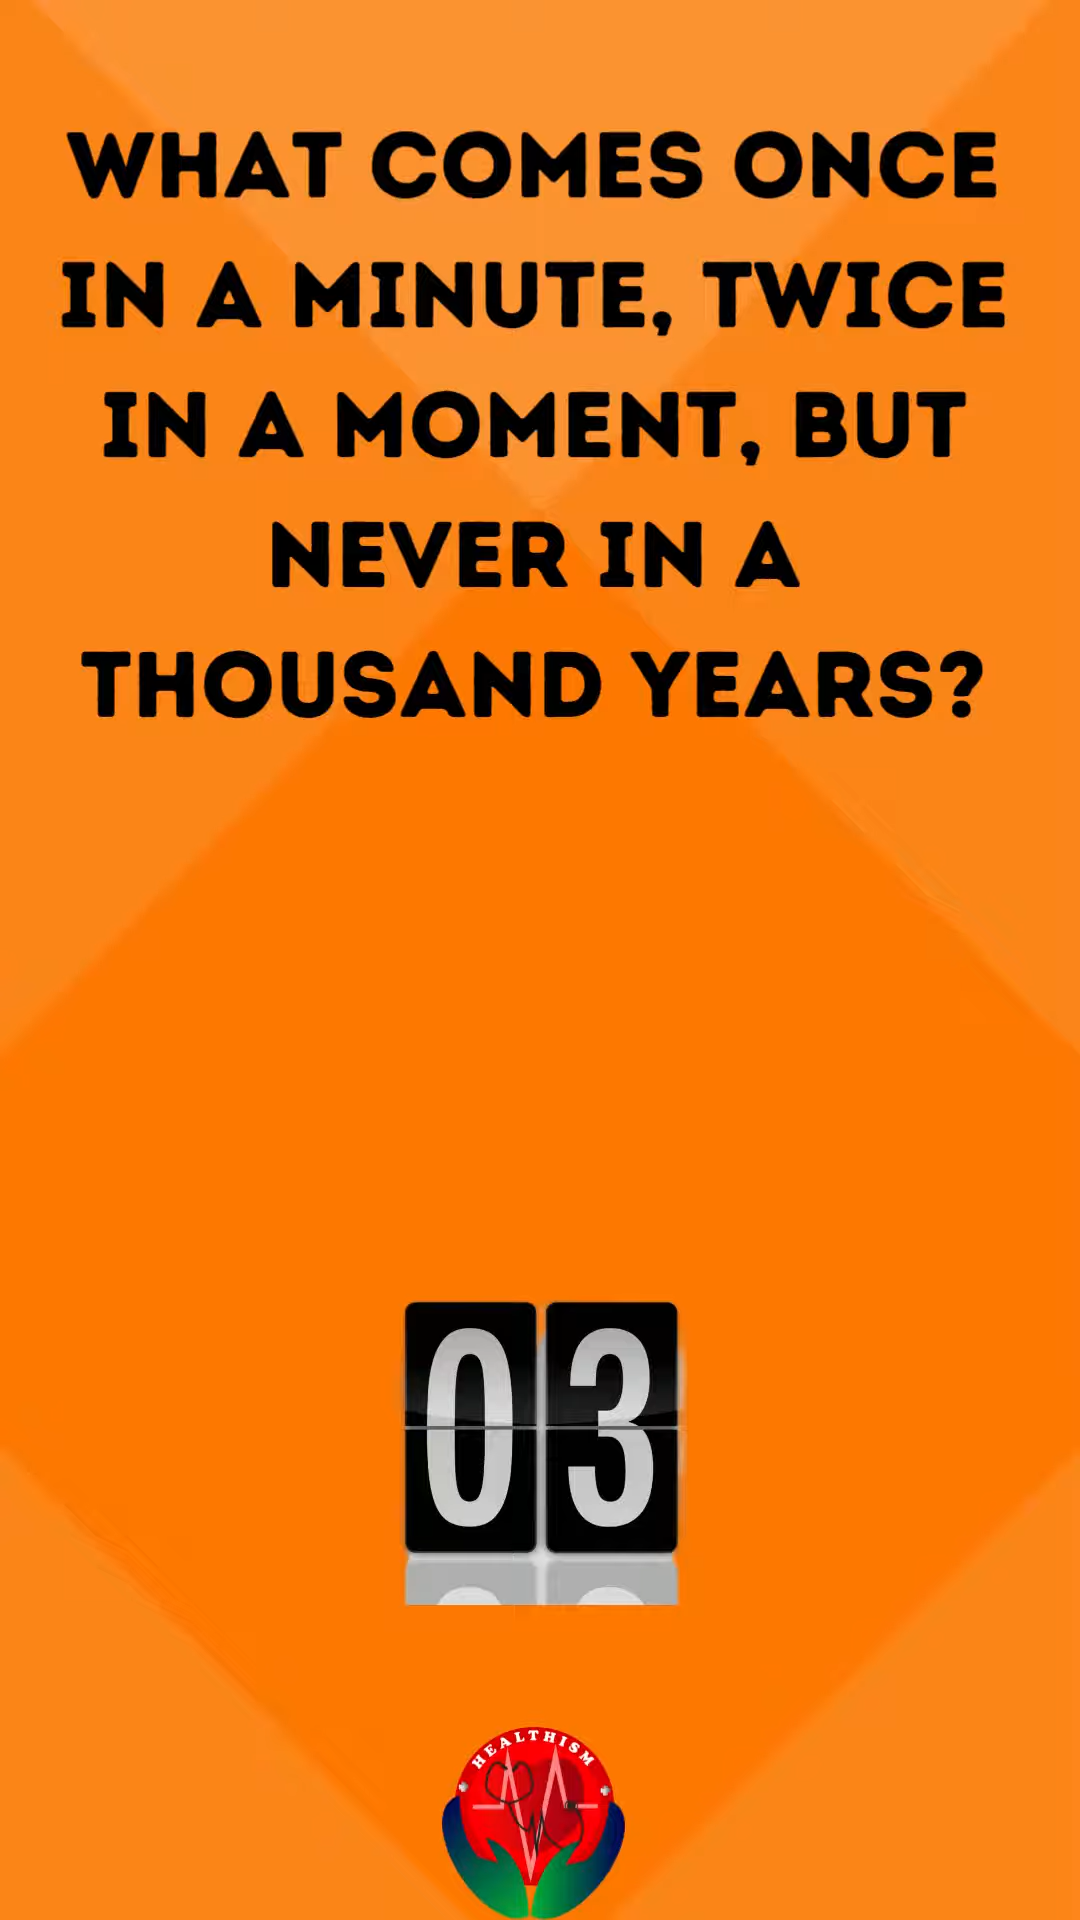 WHAT COMES ONCE
IN A MINUTE, TWICE
IN A MOMENT, BUT
NEVER IN A
THOUSAND YEARS?
03
HEALTHISM